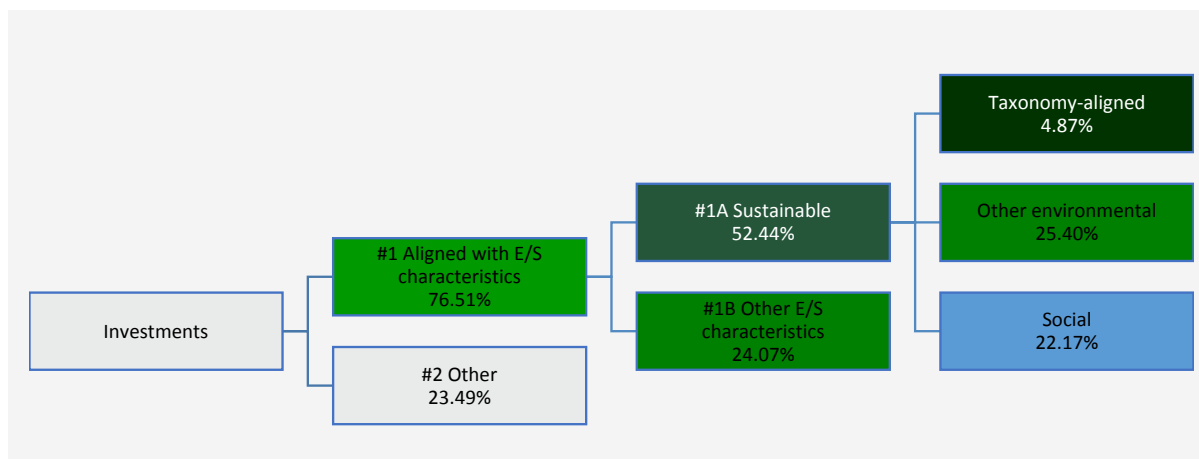 Investments
#1 Aligned with E/S
characteristics
76.51%
#2 Other
23.49%
#1A Sustainable
52.44%
#1B Other E/S
characteristics
24.07%
Taxonomy-aligned
4.87%
Other environmental
25.40%
Social
22.17%